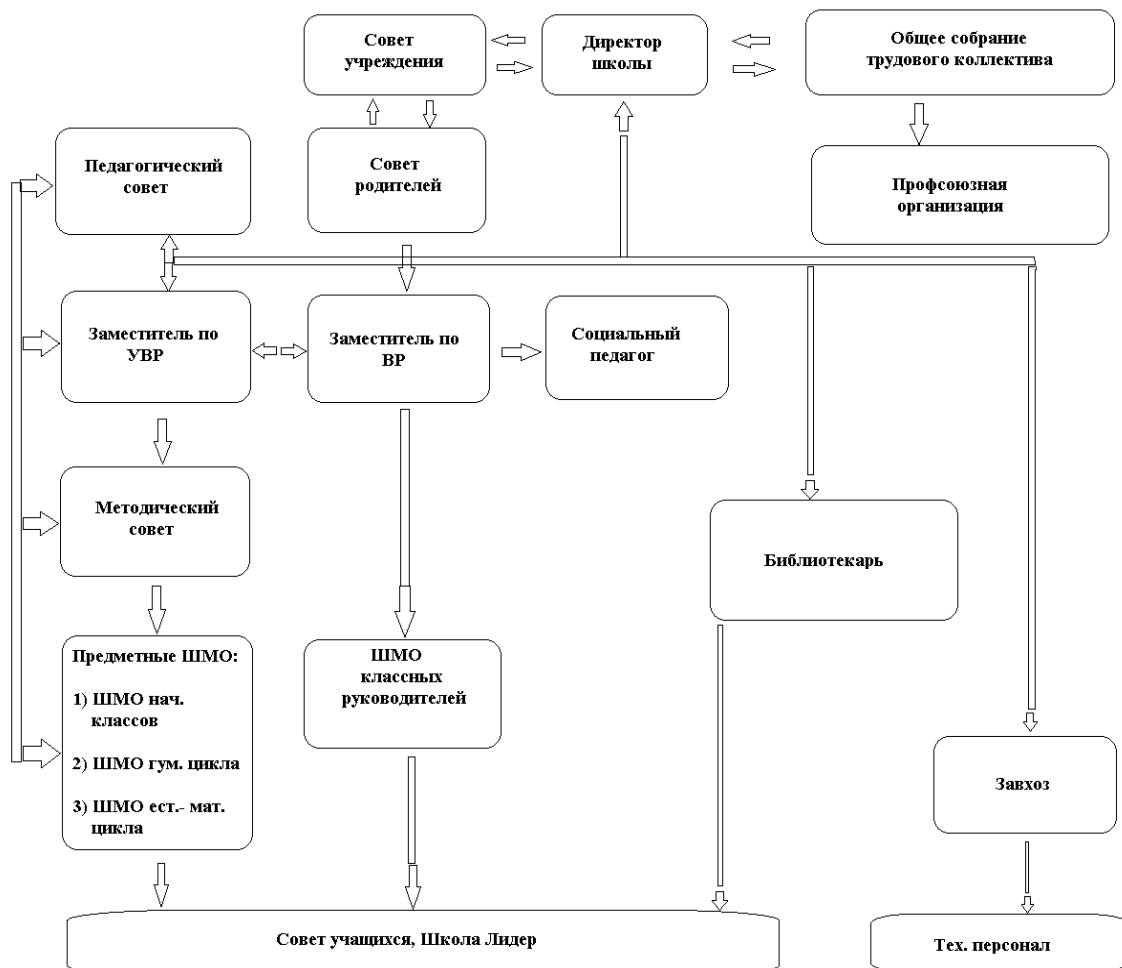 Совет
учреждения
Директор
школы
Общее собрание
трудового коллектива
Педагогический
совет
Совет
родителей
Профсоюзная
организация
Заместитель по
УВР
Заместитель по
ВР
Социальный
педагог
Методический
совет
Библиотекарь
Предметные ШМО:
1) ШМО нач.
классов
2) ШМО гум. цикла
3) ШМО ест.- мат.
цикла
ШМО
классных
руководителей
Завхоз
Совет учащихся, Школа Лидер
Тех. персонал